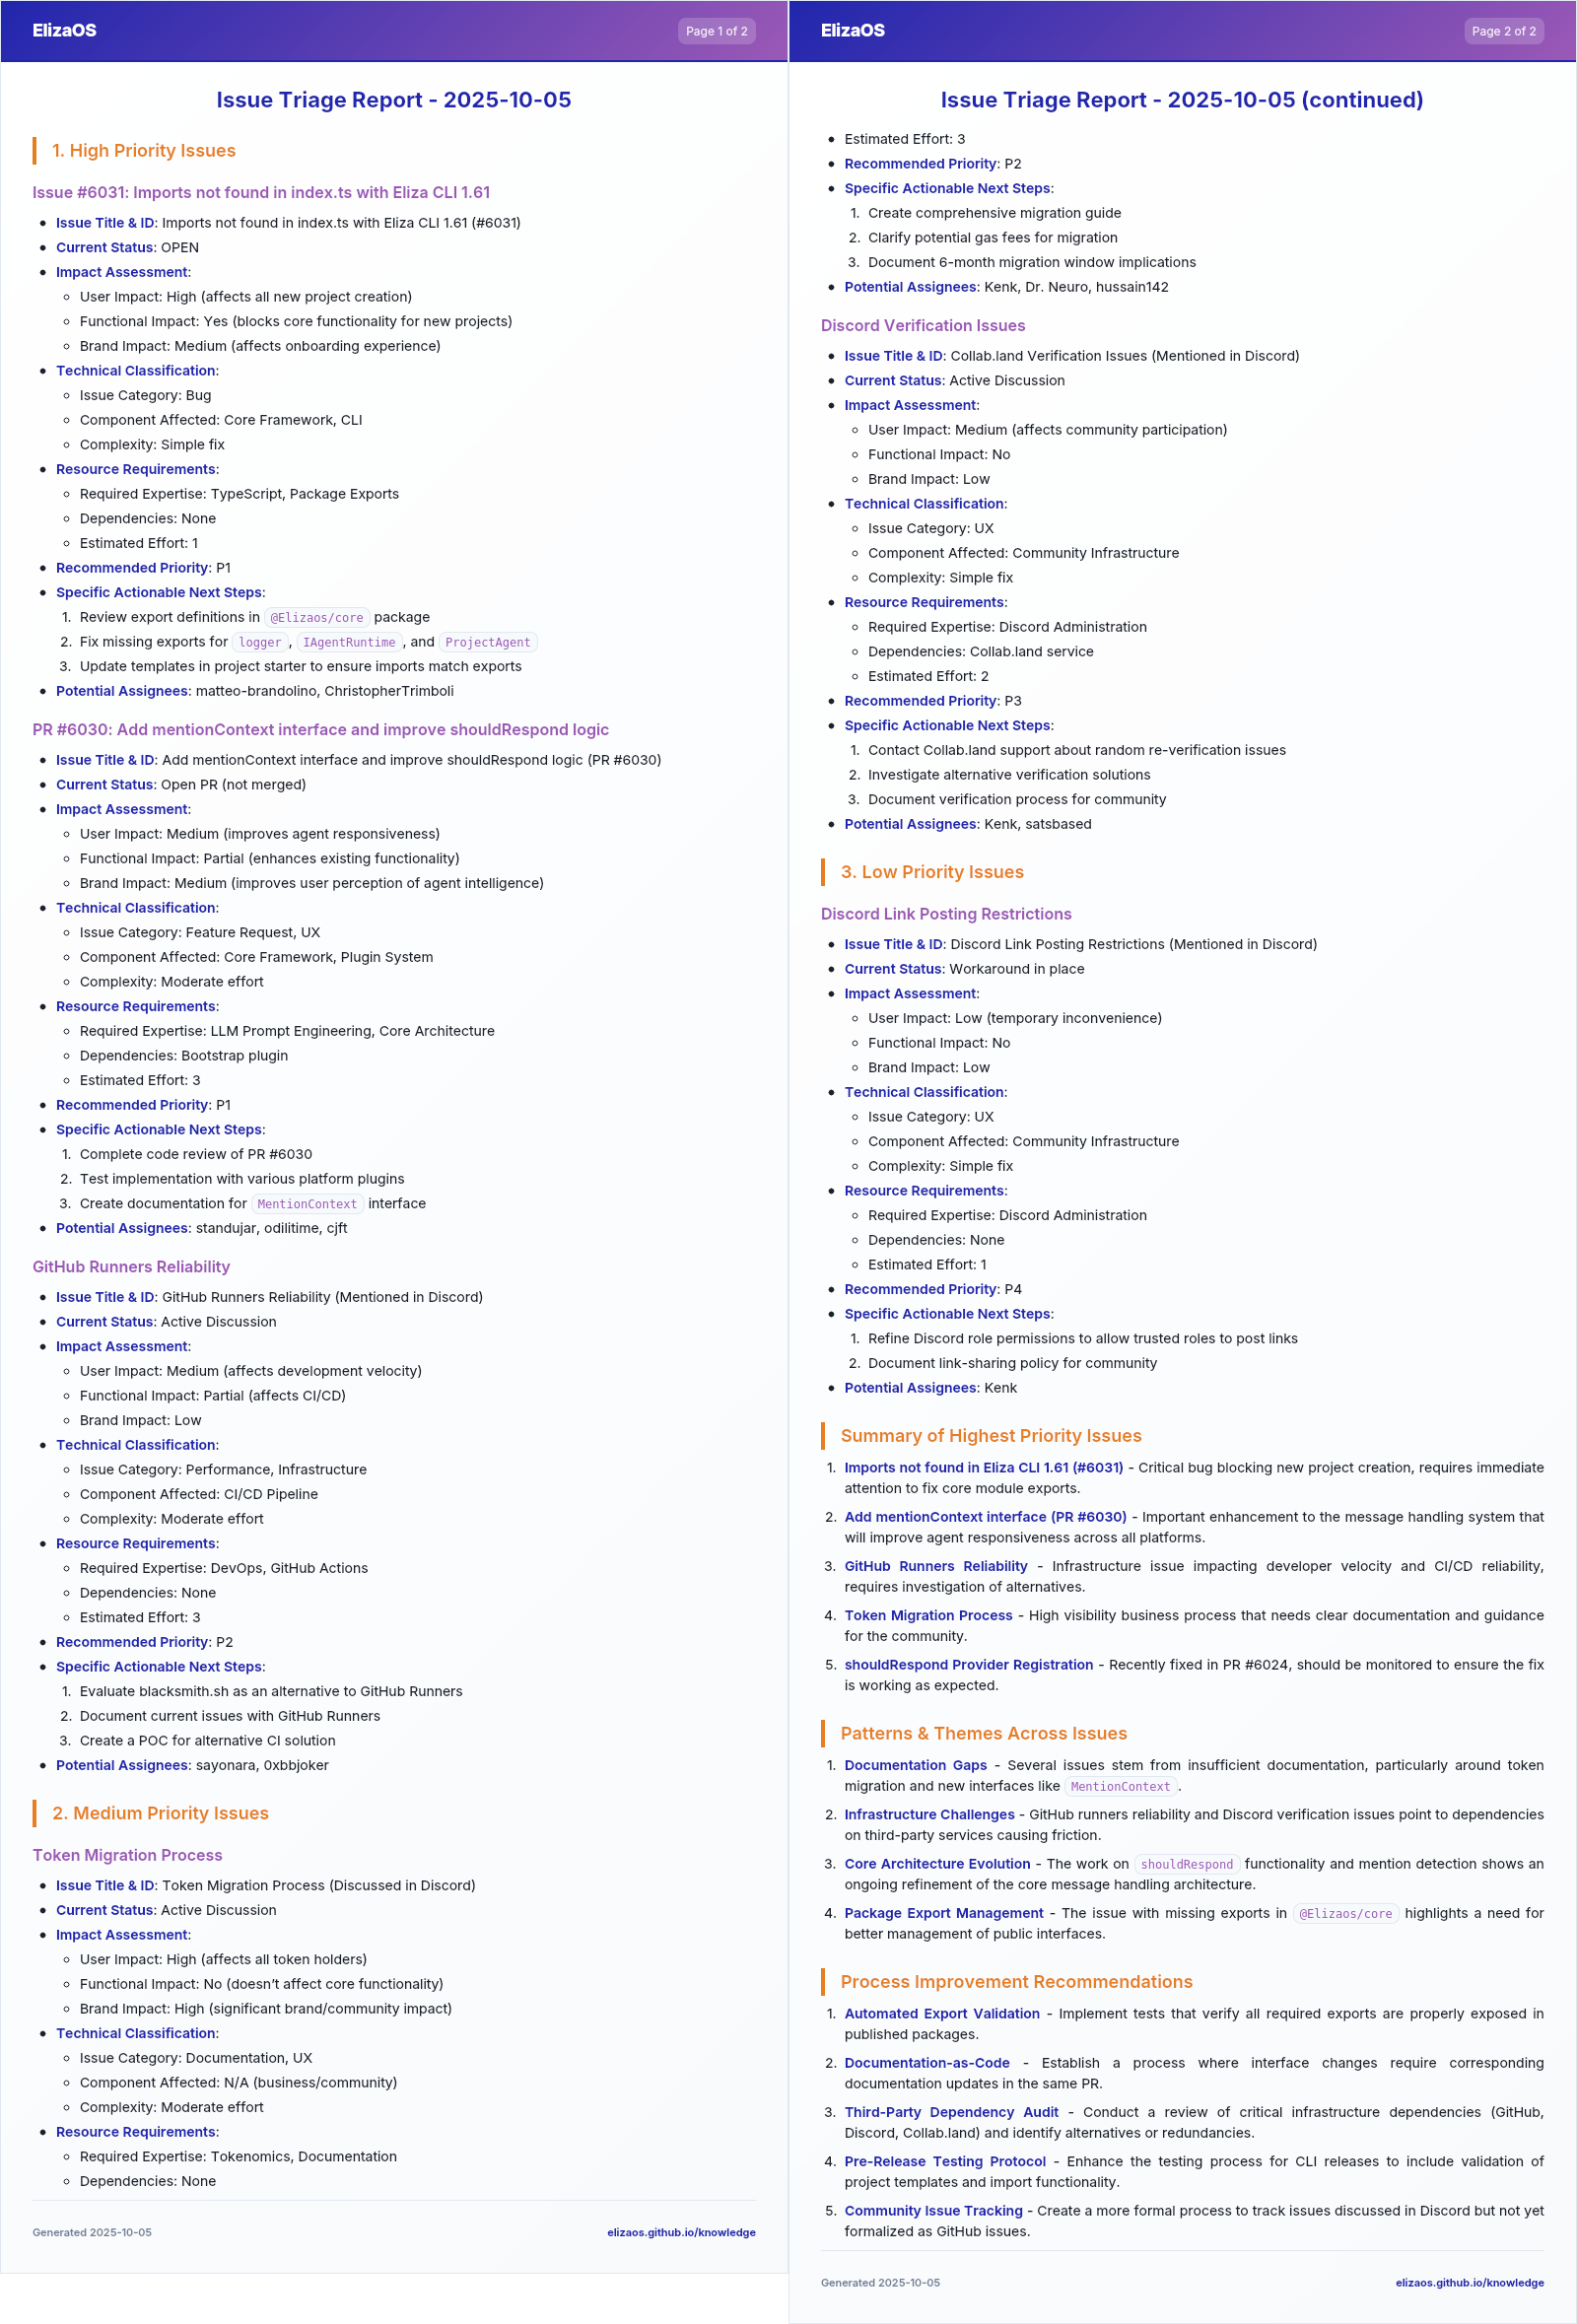 ElizaOS
Page 1 of 2
Issue Triage Report - 2025-10-05
1. High Priority Issues
Issue #6031: Imports not found in index.ts with Eliza CLI 1.61
• Issue Title & ID: Imports not found in index.ts with Eliza CLI 1.61 (#6031)
• Current Status: OPEN
• Impact Assessment:
◦ User Impact: High (affects all new project creation)
◦ Functional Impact: Yes (blocks core functionality for new projects)
◦ Brand Impact: Medium (affects onboarding experience)
• Technical Classification:
◦ Issue Category: Bug
◦ Component Affected: Core Framework, CLI
◦ Complexity: Simple fix
• Resource Requirements:
◦ Required Expertise: TypeScript, Package Exports
◦ Dependencies: None
◦ Estimated Effort: 1
• Recommended Priority: P1
• Specific Actionable Next Steps:
1. Review export definitions in @Elizaos/core package
2. Fix missing exports for logger, IAgentRuntime, and ProjectAgent
3. Update templates in project starter to ensure imports match exports
• Potential Assignees: matteo-brandolino, ChristopherTrimboli
PR #6030: Add mentionContext interface and improve shouldRespond logic
• Issue Title & ID: Add mentionContext interface and improve shouldRespond logic (PR #6030)
• Current Status: Open PR (not merged)
• Impact Assessment:
◦ User Impact: Medium (improves agent responsiveness)
◦ Functional Impact: Partial (enhances existing functionality)
◦ Brand Impact: Medium (improves user perception of agent intelligence)
• Technical Classification:
◦ Issue Category: Feature Request, UX
◦ Component Affected: Core Framework, Plugin System
◦ Complexity: Moderate effort
• Resource Requirements:
◦ Required Expertise: LLM Prompt Engineering, Core Architecture
◦ Dependencies: Bootstrap plugin
◦ Estimated Effort: 3
• Recommended Priority: P1
• Specific Actionable Next Steps:
1. Complete code review of PR #6030
2. Test implementation with various platform plugins
3. Create documentation for MentionContext interface
• Potential Assignees: standujar, odilitime, cjft
GitHub Runners Reliability
• Issue Title & ID: GitHub Runners Reliability (Mentioned in Discord)
• Current Status: Active Discussion
• Impact Assessment:
◦ User Impact: Medium (affects development velocity)
◦ Functional Impact: Partial (affects CI/CD)
◦ Brand Impact: Low
• Technical Classification:
◦ Issue Category: Performance, Infrastructure
◦ Component Affected: CI/CD Pipeline
◦ Complexity: Moderate effort
• Resource Requirements:
◦ Required Expertise: DevOps, GitHub Actions
◦ Dependencies: None
◦ Estimated Effort: 3
• Recommended Priority: P2
• Specific Actionable Next Steps:
1. Evaluate blacksmith.sh as an alternative to GitHub Runners
2. Document current issues with GitHub Runners
3. Create a POC for alternative CI solution
• Potential Assignees: sayonara, 0xbbjoker
2. Medium Priority Issues
Token Migration Process
• Issue Title & ID: Token Migration Process (Discussed in Discord)
• Current Status: Active Discussion
• Impact Assessment:
◦ User Impact: High (affects all token holders)
◦ Functional Impact: No (doesn't affect core functionality)
◦ Brand Impact: High (significant brand/community impact)
• Technical Classification:
◦ Issue Category: Documentation, UX
◦ Component Affected: N/A (business/community)
◦ Complexity: Moderate effort
• Resource Requirements:
◦ Required Expertise: Tokenomics, Documentation
◦ Dependencies: None
Generated 2025-10-05
elizaos.github.io/knowledge
ElizaOS
Page 2 of 2
Issue Triage Report - 2025-10-05 (continued)
• Estimated Effort: 3
• Recommended Priority: P2
• Specific Actionable Next Steps:
1. Create comprehensive migration guide
2. Clarify potential gas fees for migration
3. Document 6-month migration window implications
• Potential Assignees: Kenk, Dr. Neuro, hussain142
Discord Verification Issues
• Issue Title & ID: Collab.land Verification Issues (Mentioned in Discord)
• Current Status: Active Discussion
• Impact Assessment:
◦ User Impact: Medium (affects community participation)
◦ Functional Impact: No
◦ Brand Impact: Low
• Technical Classification:
◦ Issue Category: UX
◦ Component Affected: Community Infrastructure
◦ Complexity: Simple fix
• Resource Requirements:
◦ Required Expertise: Discord Administration
◦ Dependencies: Collab.land service
◦ Estimated Effort: 2
• Recommended Priority: P3
• Specific Actionable Next Steps:
1. Contact Collab.land support about random re-verification issues
2. Investigate alternative verification solutions
3. Document verification process for community
• Potential Assignees: Kenk, satsbased
3. Low Priority Issues
Discord Link Posting Restrictions
• Issue Title & ID: Discord Link Posting Restrictions (Mentioned in Discord)
• Current Status: Workaround in place
• Impact Assessment:
◦ User Impact: Low (temporary inconvenience)
◦ Functional Impact: No
◦ Brand Impact: Low
• Technical Classification:
◦ Issue Category: UX
◦ Component Affected: Community Infrastructure
◦ Complexity: Simple fix
• Resource Requirements:
◦ Required Expertise: Discord Administration
◦ Dependencies: None
◦ Estimated Effort: 1
• Recommended Priority: P4
• Specific Actionable Next Steps:
1. Refine Discord role permissions to allow trusted roles to post links
2. Document link-sharing policy for community
• Potential Assignees: Kenk
Summary of Highest Priority Issues
1. Imports not found in Eliza CLI 1.61 (#6031) - Critical bug blocking new project creation, requires immediate
attention to fix core module exports.
2. Add mentionContext interface (PR #6030) - Important enhancement to the message handling system that
will improve agent responsiveness across all platforms.
3. GitHub Runners Reliability - Infrastructure issue impacting developer velocity and CI/CD reliability,
requires investigation of alternatives.
4. Token Migration Process - High visibility business process that needs clear documentation and guidance
for the community.
5. shouldRespond Provider Registration - Recently fixed in PR #6024, should be monitored to ensure the fix
is working as expected.
Patterns & Themes Across Issues
1. Documentation Gaps - Several issues stem from insufficient documentation, particularly around token
migration and new interfaces like MentionContext.
2. Infrastructure Challenges - GitHub runners reliability and Discord verification issues point to dependencies
on third-party services causing friction.
3. Core Architecture Evolution - The work on shouldRespond functionality and mention detection shows an
ongoing refinement of the core message handling architecture.
4. Package Export Management - The issue with missing exports in @Elizaos/core highlights a need for
better management of public interfaces.
Process Improvement Recommendations
1. Automated Export Validation - Implement tests that verify all required exports are properly exposed in
published packages.
2. Documentation-as-Code - Establish a process where interface changes require corresponding
documentation updates in the same PR.
3. Third-Party Dependency Audit - Conduct a review of critical infrastructure dependencies (GitHub,
Discord, Collab.land) and identify alternatives or redundancies.
4. Pre-Release Testing Protocol - Enhance the testing process for CLI releases to include validation of
project templates and import functionality.
5. Community Issue Tracking - Create a more formal process to track issues discussed in Discord but not yet
formalized as GitHub issues.
Generated 2025-10-05
elizaos.github.io/knowledge